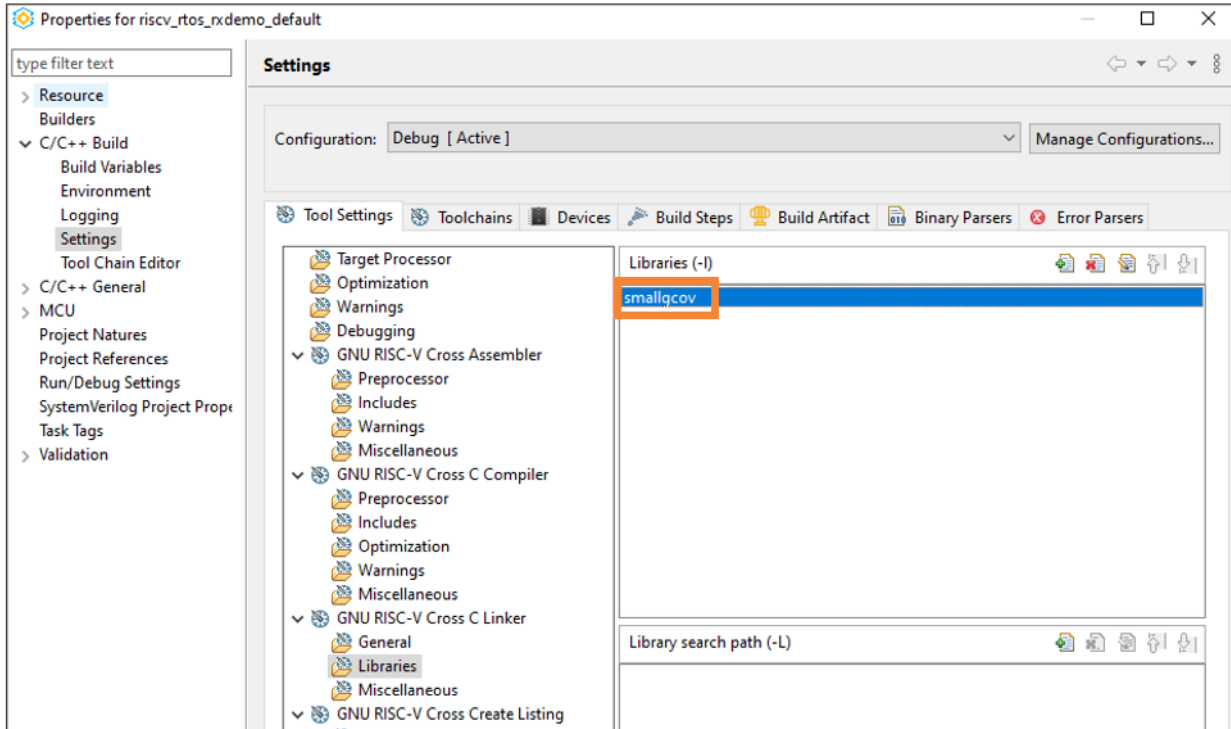 Properties for riscv_rtos_rxdemo_default
type filter text
Resource
Builders
C/C++ Build
Build Variables
Environment
Logging
Settings
Tool Chain Editor
C/C++ General
MCU
Project Natures
Project References
Run/Debug Settings
SystemVerilog Project Prope
Task Tags
Validation
Settings
Configuration: Debug [ Active ]
Manage Configurations...
Tool Settings Toolchains Devices Build Steps Build Artifact Binary Parsers Error Parsers
Target Processor
Optimization
Warnings
Debugging
GNU RISC-V Cross Assembler
Preprocessor
Includes
Warnings
Miscellaneous
GNU RISC-V Cross C Compiler
Preprocessor
Includes
Optimization
Warnings
Miscellaneous
GNU RISC-V Cross C Linker
General
Libraries
Miscellaneous
GNU RISC-V Cross Create Listing
Libraries (-l)
smallgcov
Library search path (-L)